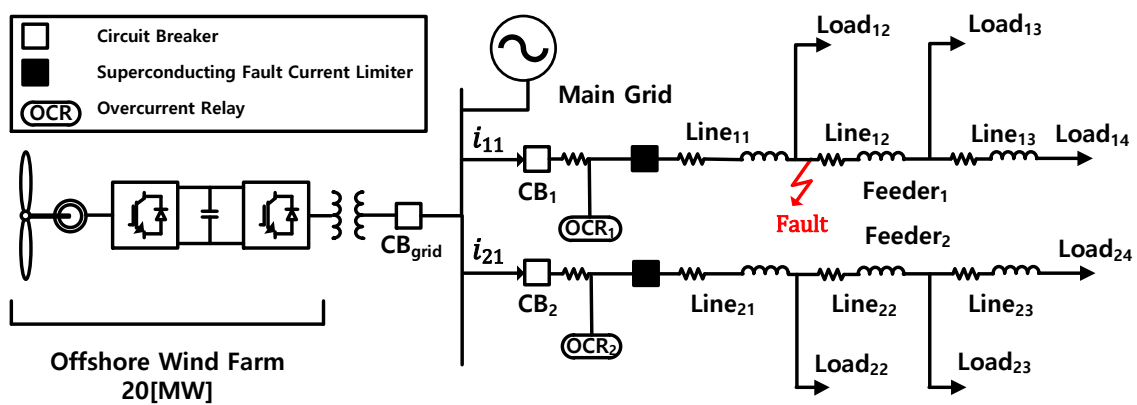 Circuit Breaker
Superconducting Fault Current Limiter
OCR Overcurrent Relay
Main Grid
Load₁₂
Load₁₃
i₁₁
Line₁₁
Line₁₂
Line₁₃
Load₁₄
CB₁
OCR₁
Fault
Feeder₁
CB_grid
i₂₁
Feeder₂
Load₂₄
CB₂
OCR₂
Line₂₁
Line₂₂
Line₂₃
Load₂₂
Load₂₃
Offshore Wind Farm
20[MW]